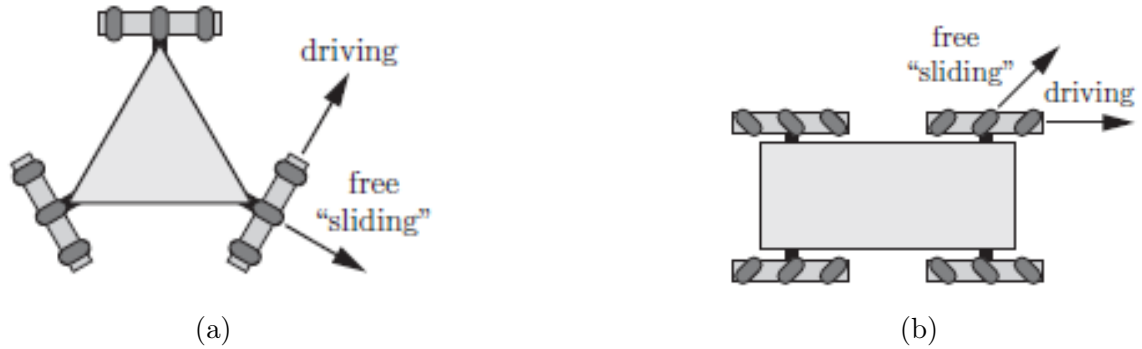 driving
free
“sliding”
(a)
free
“sliding”
driving
(b)